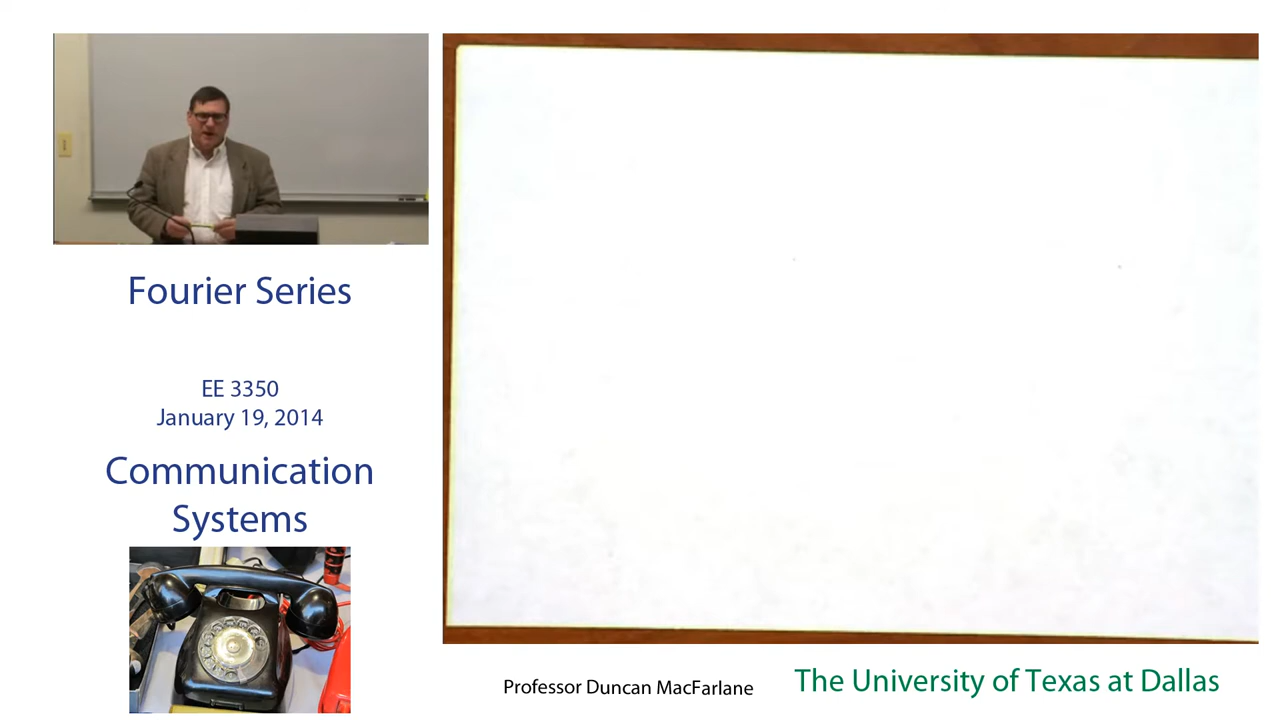 Fourier Series
EE 3350
January 19, 2014
Communication
Systems
Professor Duncan MacFarlane
The University of Texas at Dallas